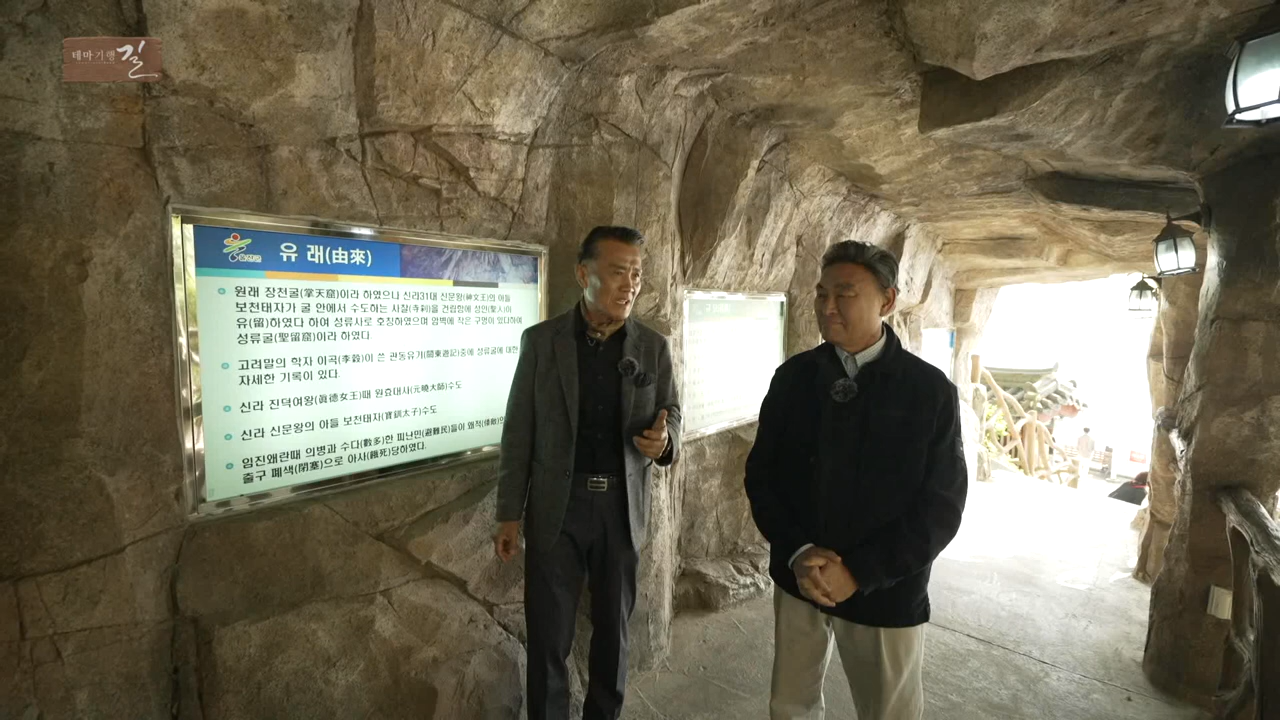 테마기행 길
울진군
유 래(由來)
원래 장천굴(掌天窟)이라 하였으나 신라31대 신문왕(神文王)의 아들
보천태자가 굴 안에서 수도하는 사찰(寺刹)을 건립함에 성인(聖人)이
유(留)하였다 하여 성류사로 호칭하였으며 암벽에 작은 구멍이 있다하여
성류굴(聖留窟)이라 하였다.
고려말의 학자 이곡(李穀)이 쓴 관동유기(關東遊記)중에 성류굴에 대한
자세한 기록이 있다.
신라 진덕여왕(眞德女王)때 원효대사(元曉大師)수도
신라 신문왕의 아들 보천태자(寶釧太子)수도
임진왜란때 의병과 수다(數多)한 피난민(避難民)들이 왜적(倭敵)의
출구 폐색(閉塞)으로 아사(餓死)당하였다.